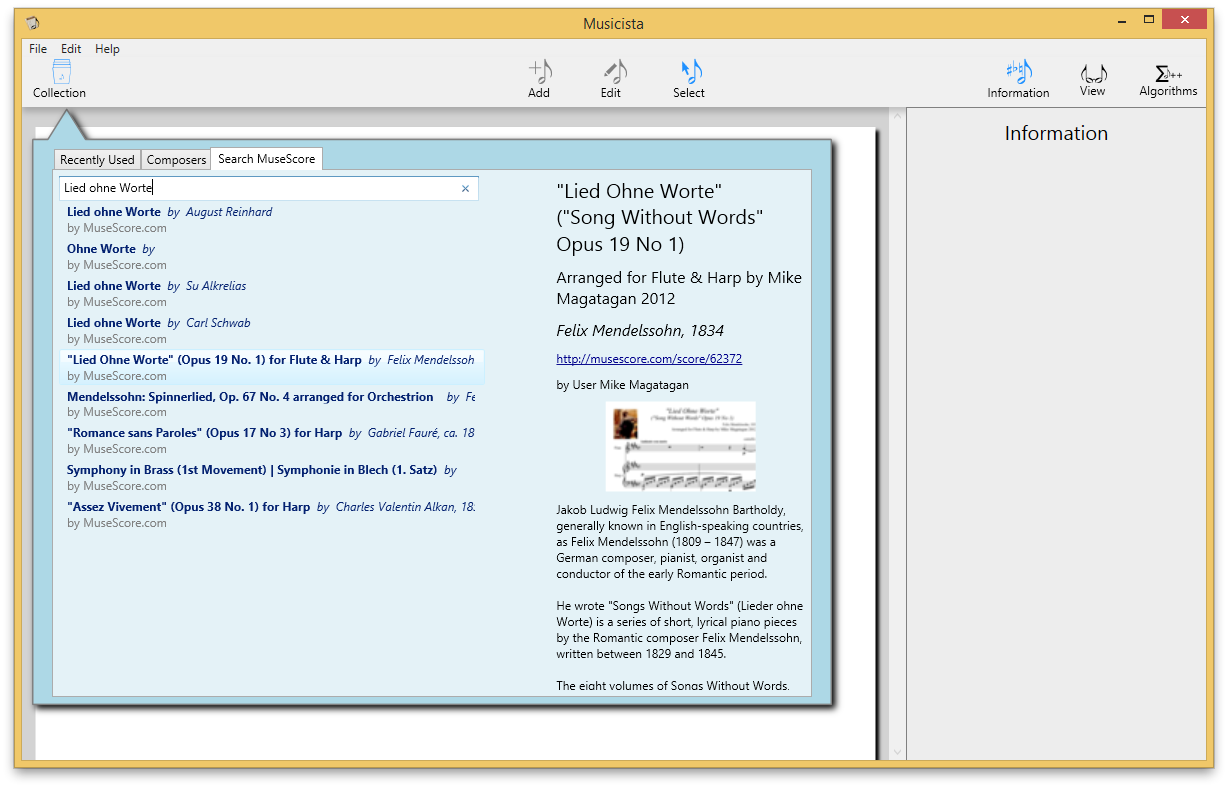 Musicista
File Edit Help
Collection
Add
Edit
Select
Information
View
Σ++
Algorithms
Information
Recently Used
Composers
Search MuseScore
Lied ohne Worte
Lied ohne Worte by August Reinhard
by MuseScore.com
Ohne Worte by
by MuseScore.com
Lied ohne Worte by Su Alkrelias
by MuseScore.com
Lied ohne Worte by Carl Schwab
by MuseScore.com
"Lied Ohne Worte" (Opus 19 No. 1) for Flute & Harp by Felix Mendelssoh
by MuseScore.com
Mendelssohn: Spinnerlied, Op. 67 No. 4 arranged for Orchestrion by Fe
by MuseScore.com
"Romance sans Paroles" (Opus 17 No 3) for Harp by Gabriel Fauré, ca. 18
by MuseScore.com
Symphony in Brass (1st Movement) | Symphonie in Blech (1. Satz) by
by MuseScore.com
"Assez Vivement" (Opus 38 No. 1) for Harp by Charles Valentin Alkan, 18.
by MuseScore.com
"Lied Ohne Worte"
("Song Without Words"
Opus 19 No 1)
Arranged for Flute & Harp by Mike
Magatagan 2012
Felix Mendelssohn, 1834
http://musescore.com/score/62372
by User Mike Magatagan
"Lied Ohne Worte"
("Song Without Words" Opus 19 No 1)
Jakob Ludwig Felix Mendelssohn Bartholdy,
generally known in English-speaking countries,
as Felix Mendelssohn (1809 – 1847) was a
German composer, pianist, organist and
conductor of the early Romantic period.
He wrote "Songs Without Words" (Lieder ohne
Worte) is a series of short, lyrical piano pieces
by the Romantic composer Felix Mendelssohn,
written between 1829 and 1845.
The eight volumes of Songs Without Words,